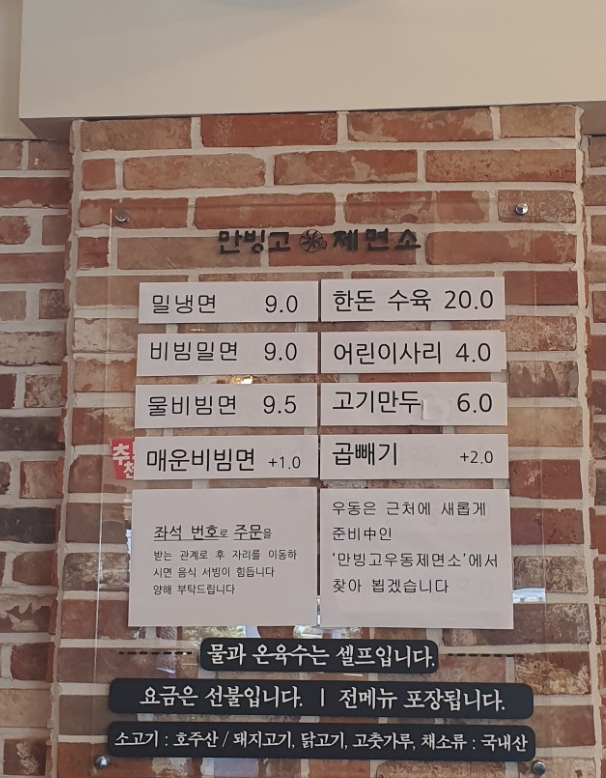 만빙고 제면소
밀냉면 9.0
한돈 수육 20.0
비빔밀면 9.0
어린이사리 4.0
물비빔면 9.5
고기만두 6.0
추천
매운비빔면 +1.0
곱빼기 +2.0
좌석 번호로 주문을
받는 관계로 후 자리를 이동하
시면 음식 서빙이 힘듭니다
양해 부탁드립니다
우동은 근처에 새롭게
준비中인
'만빙고우동제면소'에서
찾아 뵙겠습니다
물과 온육수는 셀프입니다.
요금은 선불입니다. | 전메뉴 포장됩니다.
소고기 : 호주산 / 돼지고기, 닭고기, 고춧가루, 채소류 : 국내산